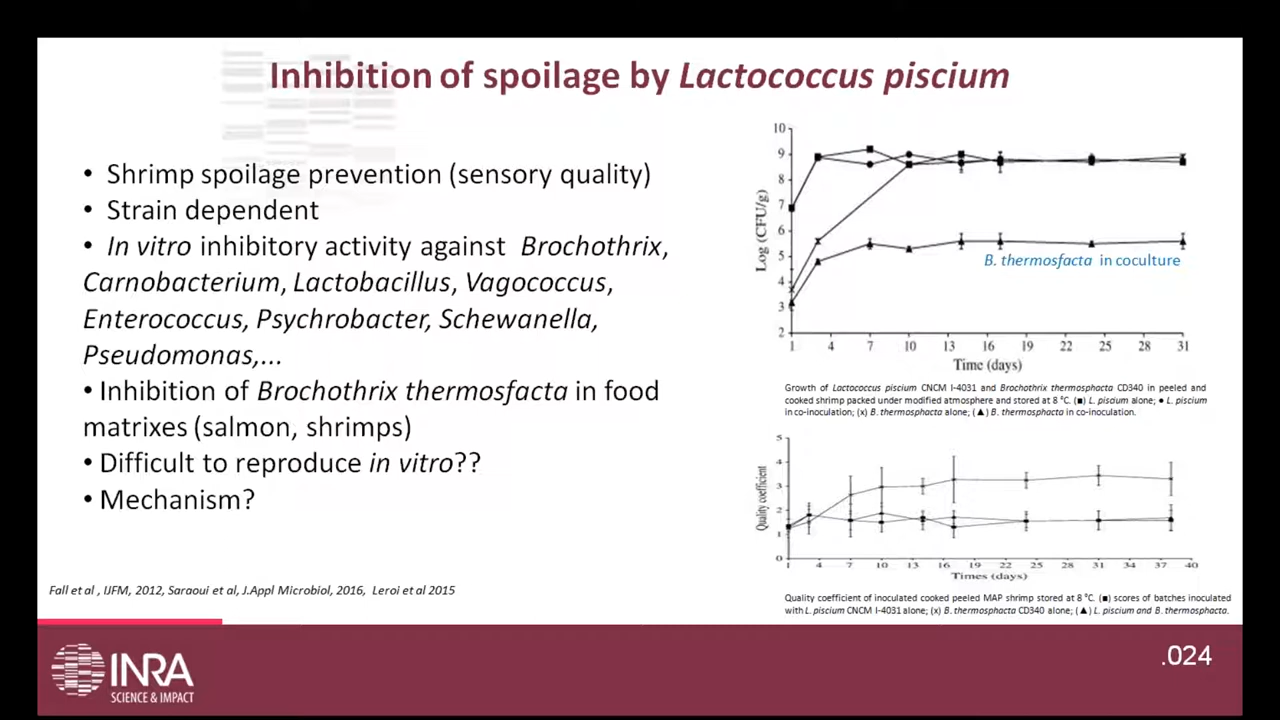 Inhibition of spoilage by Lactococcus piscium
• Shrimp spoilage prevention (sensory quality)
• Strain dependent
• In vitro inhibitory activity against Brochothrix,
Carnobacterium, Lactobacillus, Vagococcus,
Enterococcus, Psychrobacter, Schewanella,
Pseudomonas,...
• Inhibition of Brochothrix thermosfacta in food
matrixes (salmon, shrimps)
• Difficult to reproduce in vitro??
• Mechanism?
Fall et al , IJFM, 2012, Saraoui et al, J.Appl Microbiol, 2016, Leroi et al 2015
Log (CFU/g)
10
9
8
7
6
5
4
3
2
B. thermosfacta in coculture
1 4 7 10 13 16 19 22 25 28 31
Time (days)
Growth of Lactococcus piscium CNCM I-4031 and Brochothrix thermosphacta CD340 in peeled and
cooked shrimp packed under modified atmosphere and stored at 8 °C. (■) L. piscium alone; ● L. piscium
in co-inoculation; (x) B. thermosphacta alone; (▲) B. thermosphacta in co-inoculation.
Quality coefficient
5
4
3
2
1
0
1 4 7 10 13 16 19 22 25 28 31 34 37 40
Times (days)
Quality coefficient of inoculated cooked peeled MAP shrimp stored at 8 °C. (■) scores of batches inoculated
with L. piscium CNCM I-4031 alone; (x) B. thermosphacta CD340 alone; (▲) L. piscium and B. thermosphacta.
INRA
SCIENCE & IMPACT
.024